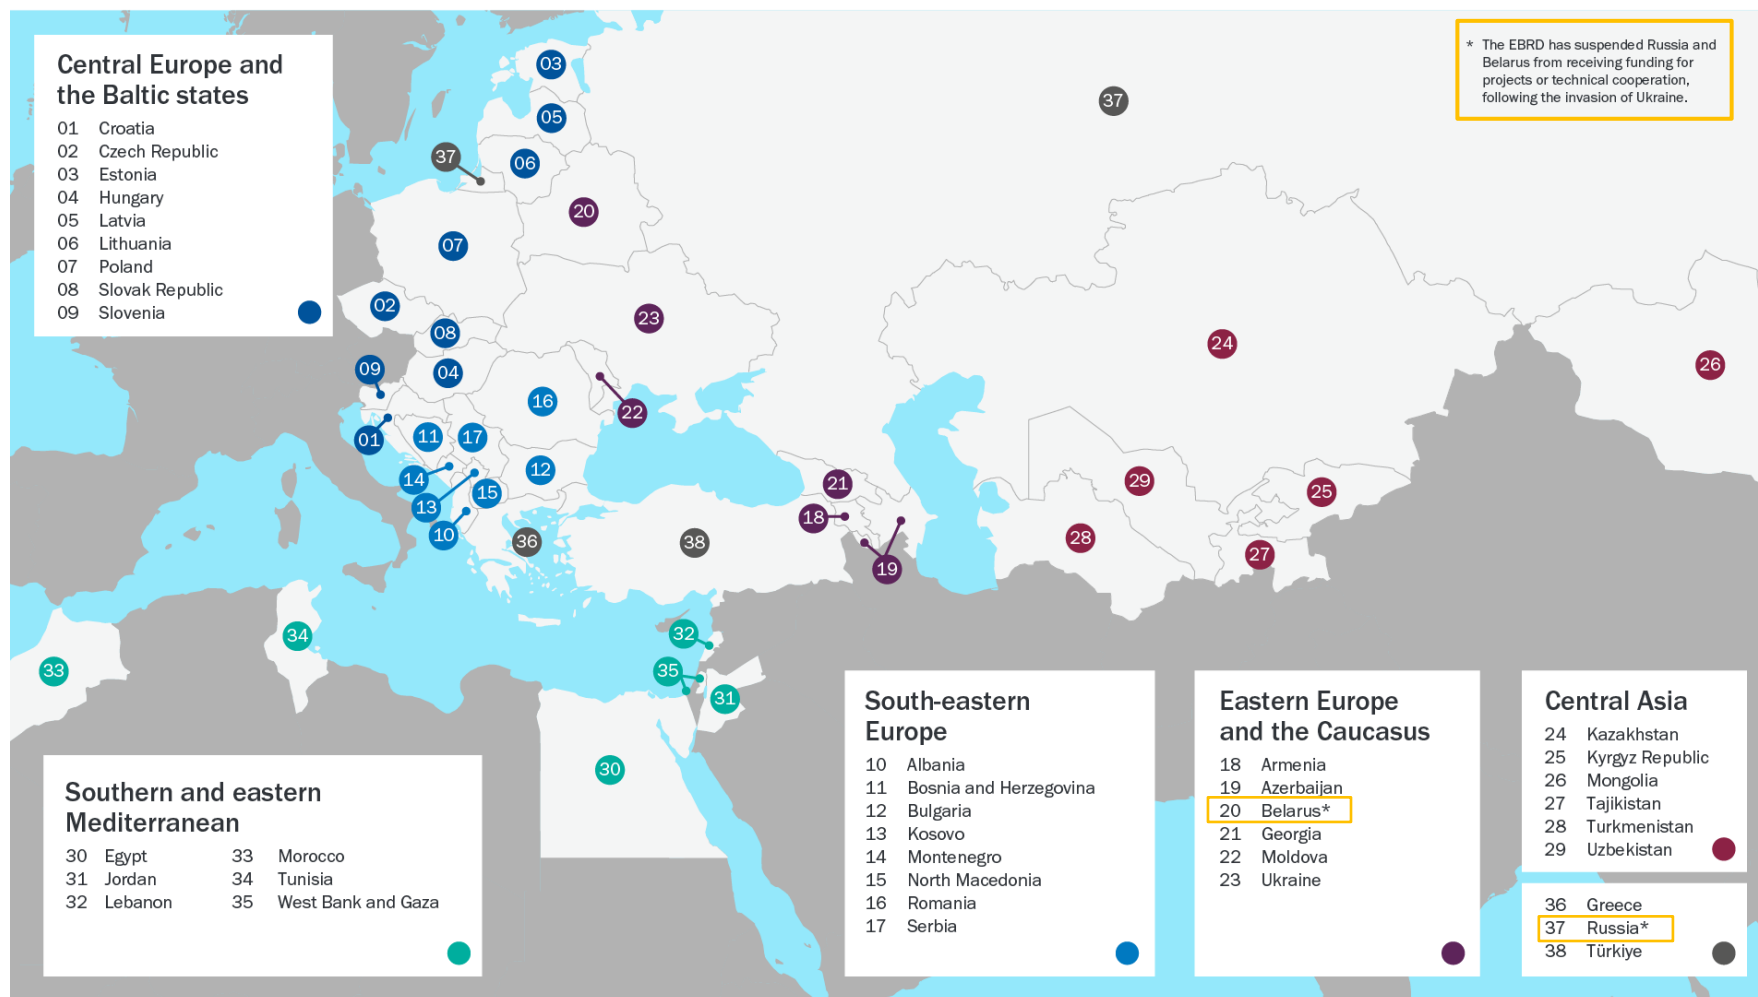 Central Europe and
the Baltic states
01 Croatia
02 Czech Republic
03 Estonia
04 Hungary
05 Latvia
06 Lithuania
07 Poland
08 Slovak Republic
09 Slovenia
* The EBRD has suspended Russia and
Belarus from receiving funding for
projects or technical cooperation,
following the invasion of Ukraine.
03
37
05
37
06
20
07
02
23
08
24
09
04
26
16
22
01
11
17
12
14
21
29
15
25
13
18
10
36
38
28
27
19
32
34
33
35
31
30
Southern and eastern
Mediterranean
30 Egypt
31 Jordan
32 Lebanon
33 Morocco
34 Tunisia
35 West Bank and Gaza
South-eastern
Europe
10 Albania
11 Bosnia and Herzegovina
12 Bulgaria
13 Kosovo
14 Montenegro
15 North Macedonia
16 Romania
17 Serbia
Eastern Europe
and the Caucasus
18 Armenia
19 Azerbaijan
20 Belarus*
21 Georgia
22 Moldova
23 Ukraine
Central Asia
24 Kazakhstan
25 Kyrgyz Republic
26 Mongolia
27 Tajikistan
28 Turkmenistan
29 Uzbekistan
36 Greece
37 Russia*
38 Türkiye